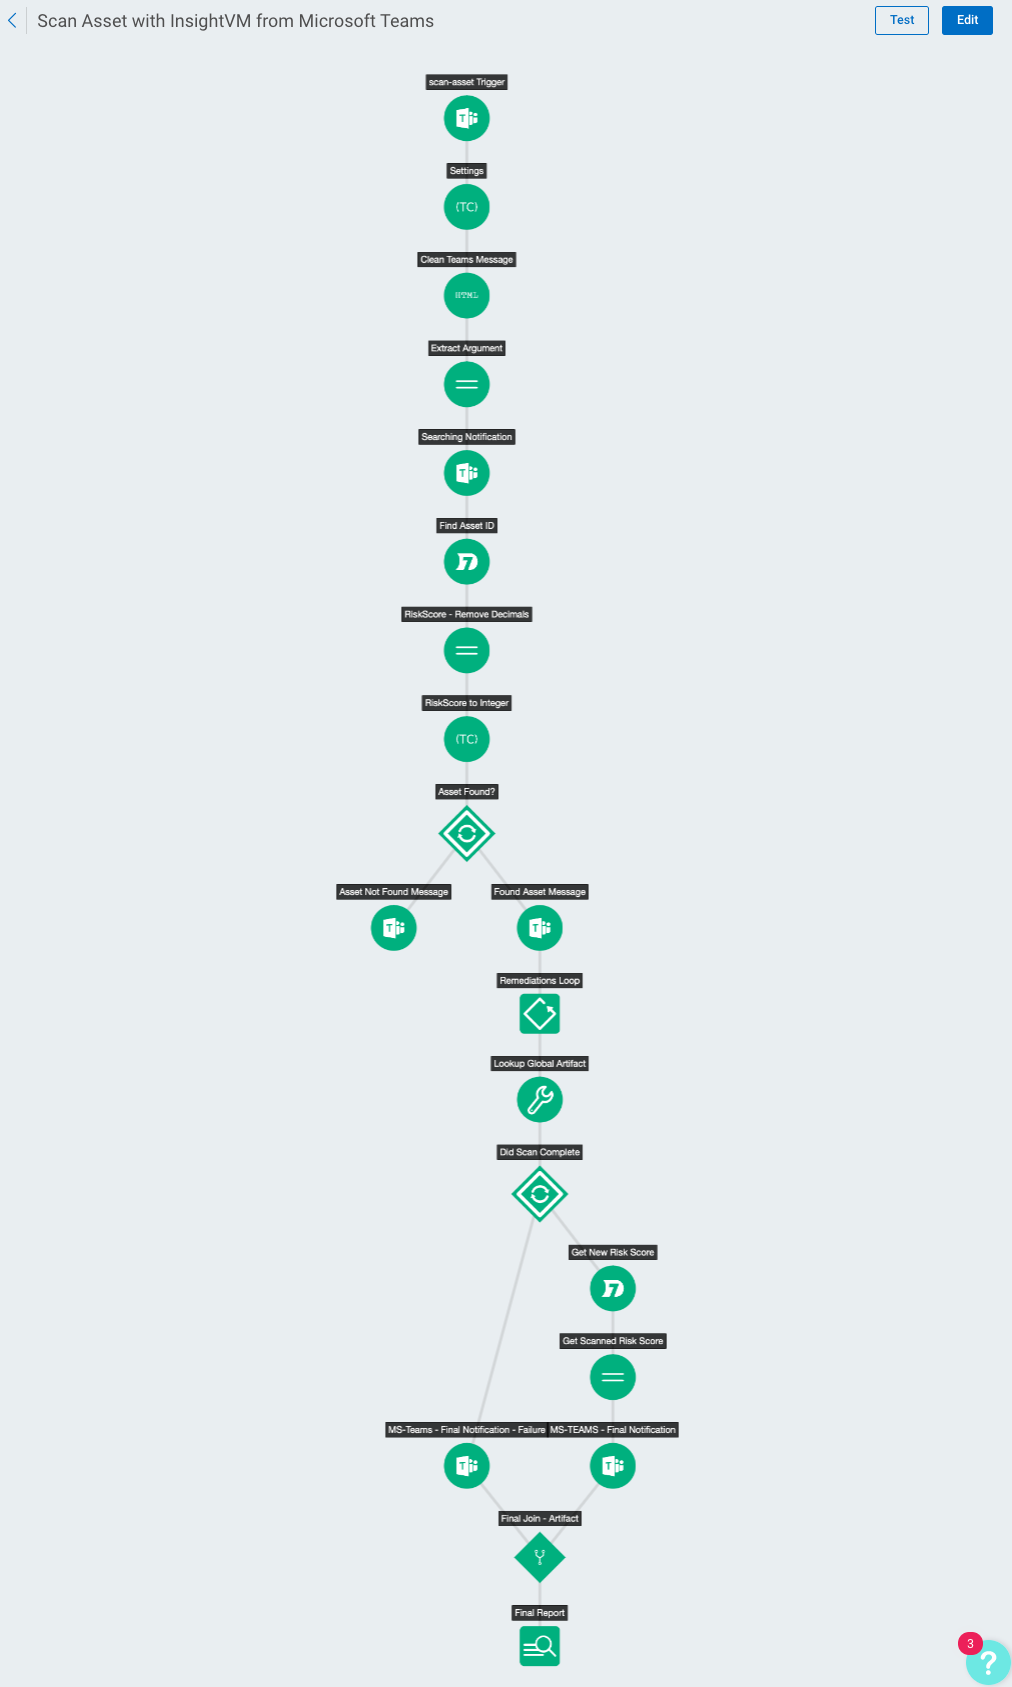 Scan Asset with InsightVM from Microsoft Teams
Test
Edit
scan-asset Trigger
Settings
{TC}
Clean Teams Message
HTML
Extract Argument
Searching Notification
Find Asset ID
RiskScore - Remove Decimals
RiskScore to Integer
{TC}
Asset Found?
Asset Not Found Message
Found Asset Message
Remediations Loop
Lookup Global Artifact
Did Scan Complete
Get New Risk Score
Get Scanned Risk Score
MS-Teams - Final Notification - Failure
MS-TEAMS - Final Notification
Final Join - Artifact
Final Report
3
?